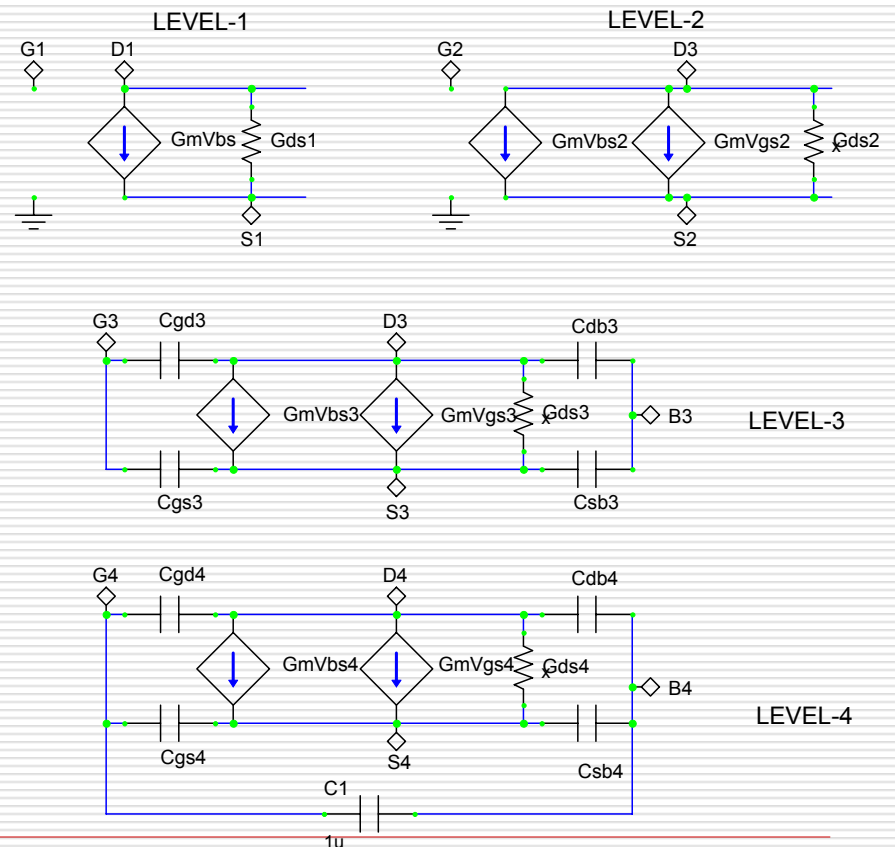 LEVEL-1
LEVEL-2
G1
D1
G2
D3
GmVbs
Gds1
GmVbs2
GmVgs2
Gds2
x
S1
S2
G3
Cgd3
D3
Cdb3
GmVbs3
GmVgs3
Gds3
x
B3
LEVEL-3
Cgs3
S3
Csb3
G4
Cgd4
D4
Cdb4
GmVbs4
GmVgs4
Gds4
x
B4
LEVEL-4
Cgs4
S4
Csb4
C1
1u